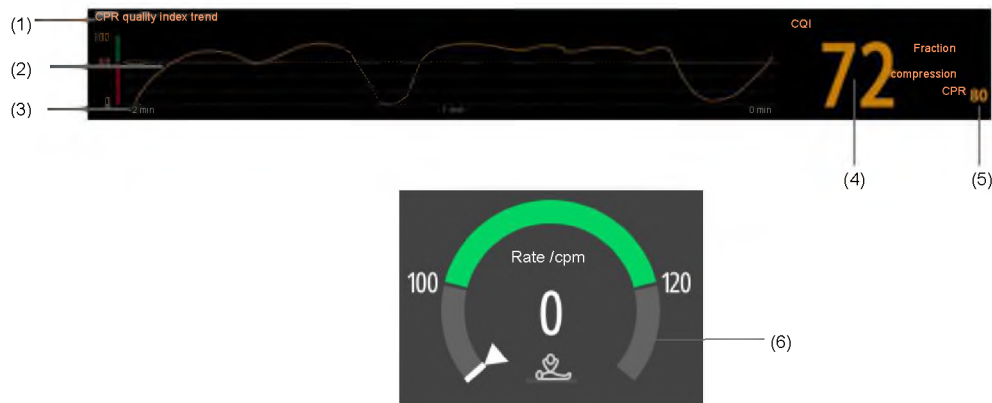 (1)
CPR quality index trend
CQI
100
(2)
50
72
Fraction
compression
CPR 80
(3)
0
-2 min
-1 min
0 min
(4)
(5)
Rate /cpm
100
120
0
(6)